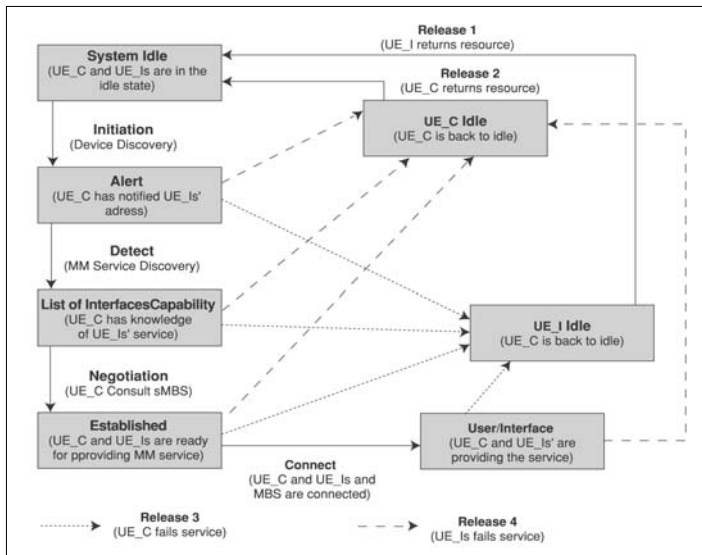 Release 1
(UE_I returns resource)
System Idle
(UE_C and UE_Is are in the
idle state)
Release 2
(UE_C returns resource)
UE_C Idle
(UE_C is back to idle)
Initiation
(Device Discovery)
Alert
(UE_C has notified UE_Is'
adress)
Detect
(MM Service Discovery)
List of InterfacesCapability
(UE_C has knowledge
of UE_Is' service)
UE_I Idle
(UE_C is back to idle)
Negotiation
(UE_C Consult sMBS)
Established
(UE_C and UE_Is are ready
for pproviding MM service)
User/Interface
(UE_C and UE_Is' are
providing the service)
Connect
(UE_C and UE_Is and
MBS are connected)
Release 3
(UE_C fails service)
Release 4
(UE_Is fails service)